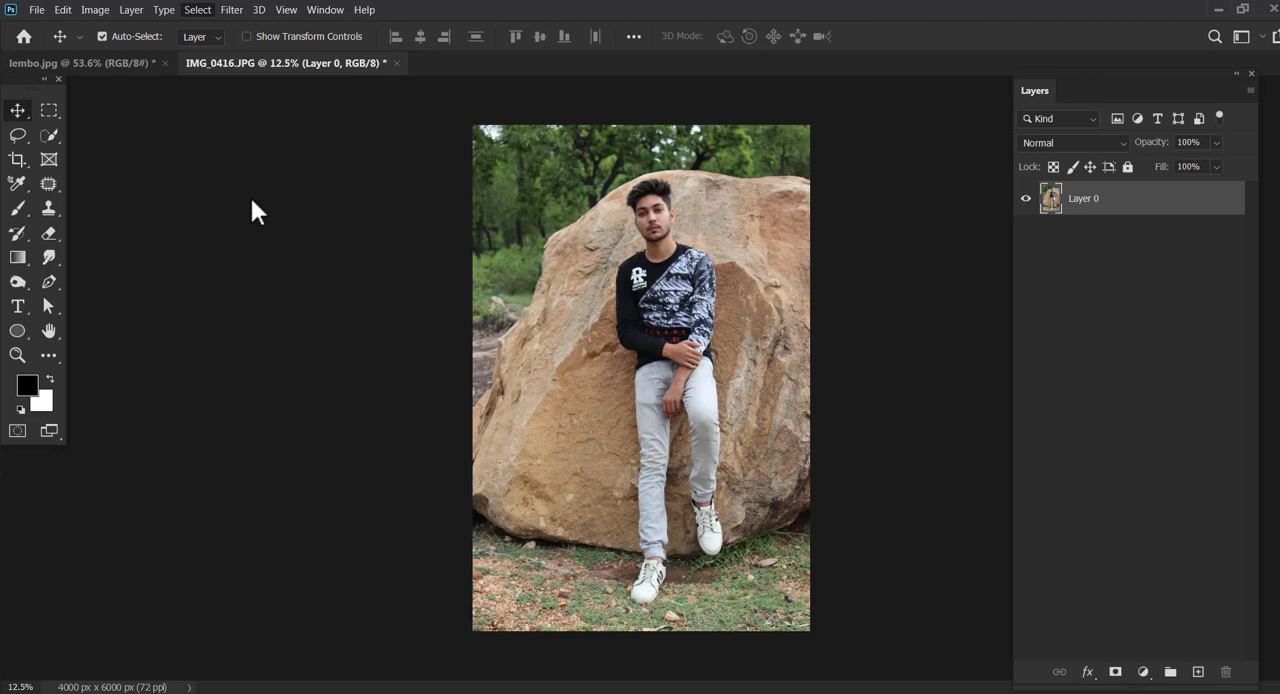 Ps File Edit Image Layer Type Select Filter 3D View Window Help
Auto-Select: Layer Show Transform Controls 3D Mode:
lembo.jpg @ 53.6% (RGB/8#) * IMG_0416.JPG @ 12.5% (Layer 0, RGB/8) *
Layers
Kind
Normal Opacity: 100%
Lock: Fill: 100%
Layer 0
fx
12.5% 4000 px x 6000 px (72 ppi)